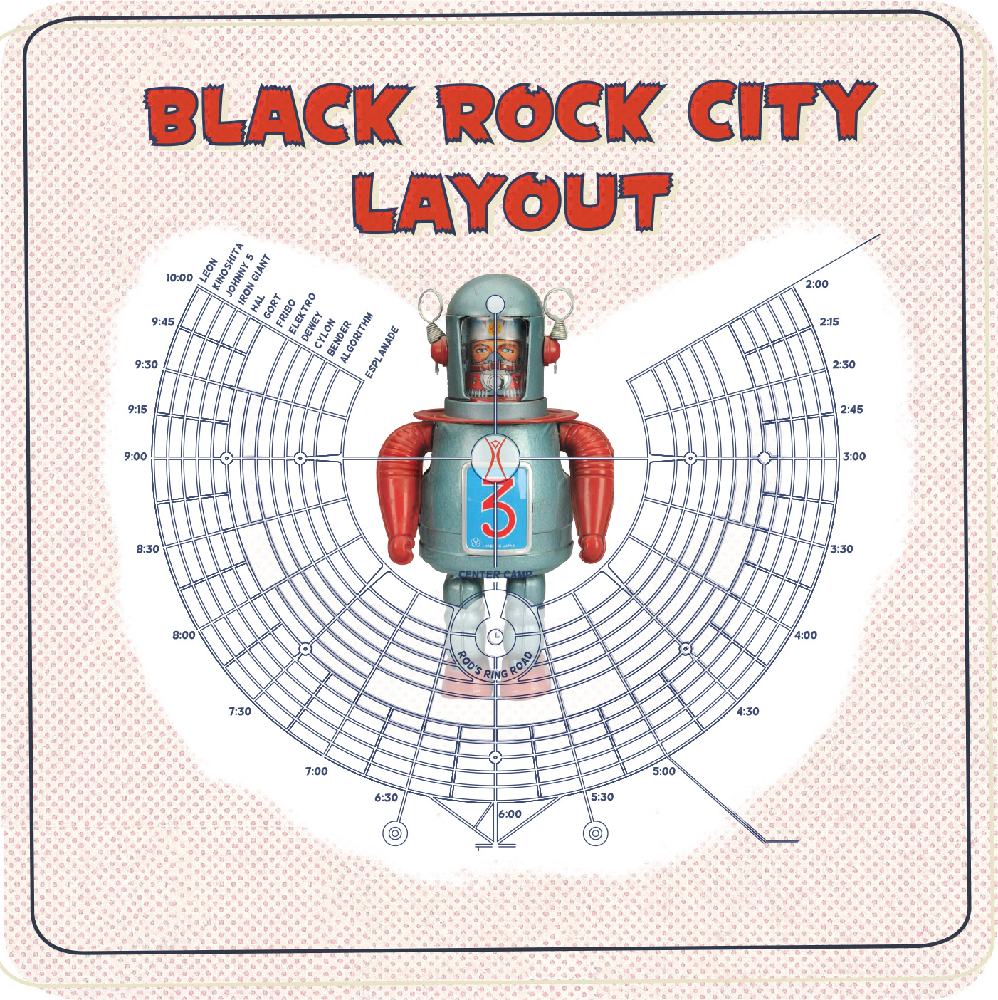 BLACK ROCK CITY
LAYOUT
LEON
KINOSHITA
JOHNNY 5
IRON GIANT
HAL
GORT
FRIBO
ELEKTRO
DEWEY
CYLON
BENDER
ALGORITHM
ESPLANADE
10:00
9:45
9:30
9:15
9:00
8:30
8:00
7:30
7:00
6:30
6:00
5:30
5:00
4:30
4:00
3:30
3:00
2:45
2:30
2:15
2:00
3
MADE IN JAPAN
CENTER CAMP
ROD'S RING ROAD